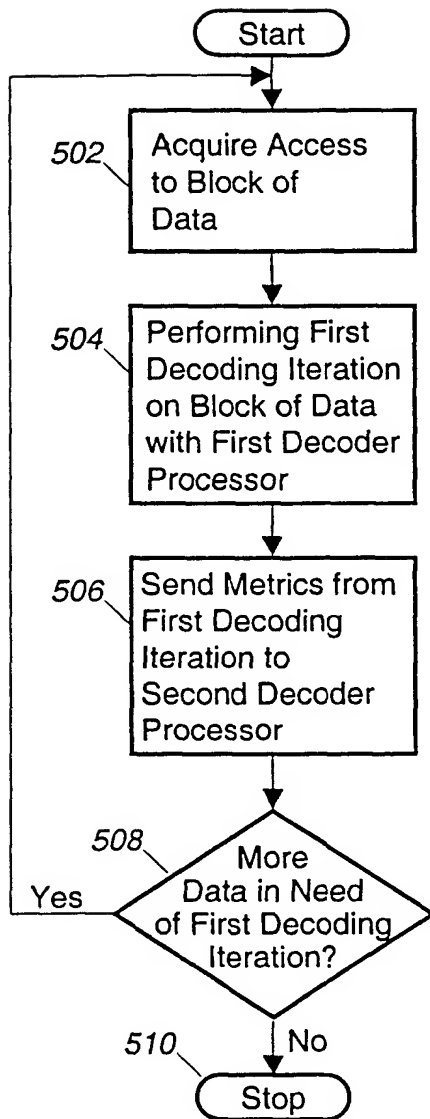 Start
502
Acquire Access
to Block of
Data
504
Performing First
Decoding Iteration
on Block of Data
with First Decoder
Processor
506
Send Metrics from
First Decoding
Iteration to
Second Decoder
Processor
508
More
Data in Need
of First Decoding
Iteration?
Yes
No
510
Stop